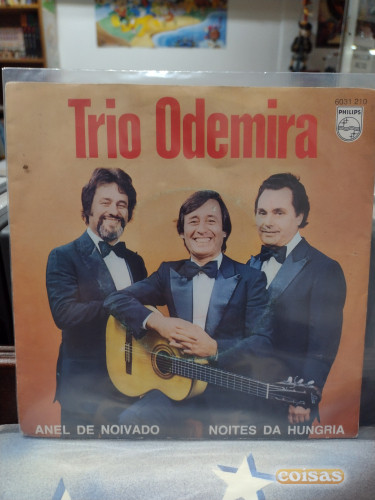 Trio Odemira
6031 210
PHILIPS
ANEL DE NOIVADO NOITES DA HUNGRIA
coisas